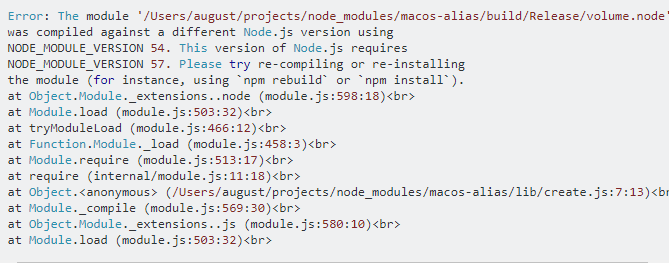 Error: The module '/Users/august/projects/node_modules/macos-alias/build/Release/volume.node'
was compiled against a different Node.js version using
NODE_MODULE_VERSION 54. This version of Node.js requires
NODE_MODULE_VERSION 57. Please try re-compiling or re-installing
the module (for instance, using `npm rebuild` or `npm install`).
at Object.Module._extensions..node (module.js:598:18)<br>
at Module.load (module.js:503:32)<br>
at tryModuleLoad (module.js:466:12)<br>
at Function.Module._load (module.js:458:3)<br>
at Module.require (module.js:513:17)<br>
at require (internal/module.js:11:18)<br>
at Object.<anonymous> (/Users/august/projects/node_modules/macos-alias/lib/create.js:7:13)<br
at Module._compile (module.js:569:30)<br>
at Object.Module._extensions..js (module.js:580:10)<br>
at Module.load (module.js:503:32)<br>